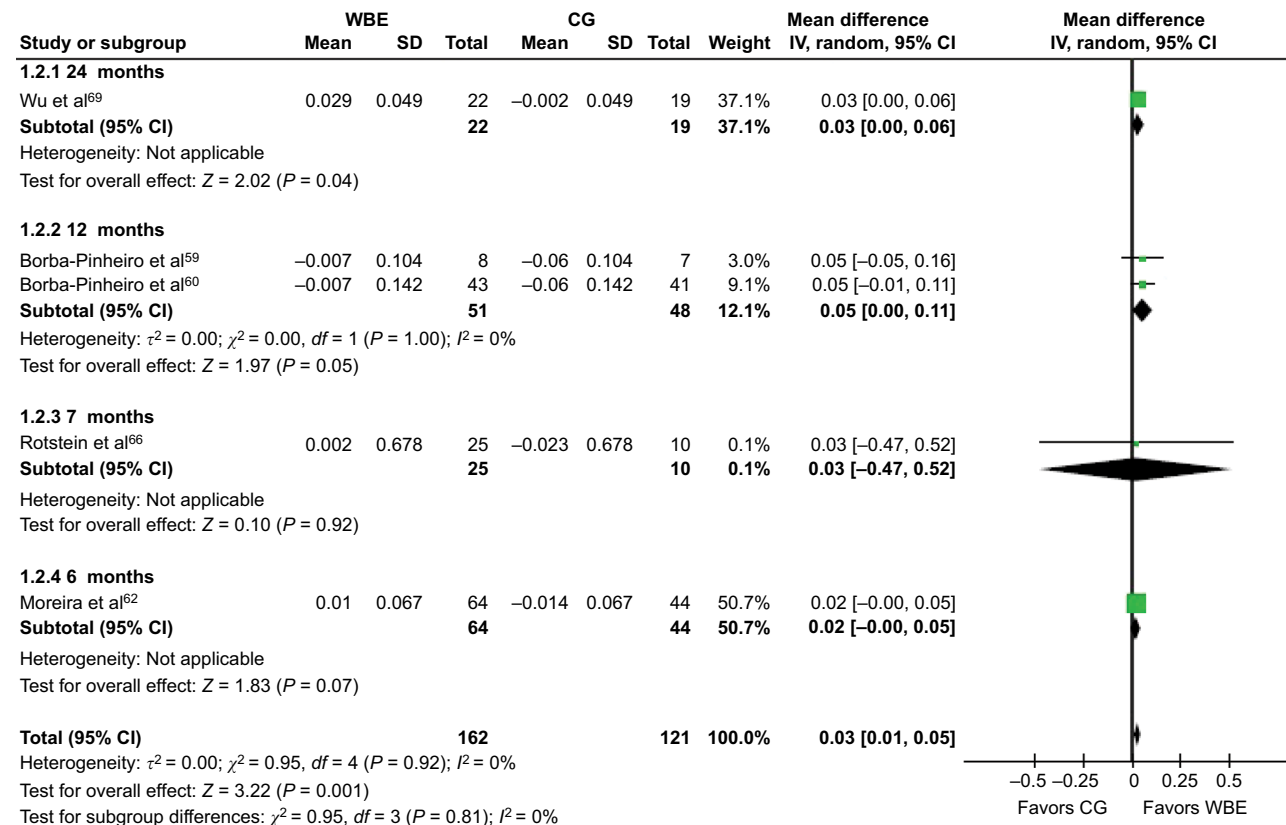 WBE CG Mean difference Mean difference
Study or subgroup Mean SD Total Mean SD Total Weight IV, random, 95% CI IV, random, 95% CI
1.2.1 24 months
Wu et al⁶⁹ 0.029 0.049 22 –0.002 0.049 19 37.1% 0.03 [0.00, 0.06]
Subtotal (95% CI) 22 19 37.1% 0.03 [0.00, 0.06]
Heterogeneity: Not applicable
Test for overall effect: Z = 2.02 (P = 0.04)
1.2.2 12 months
Borba-Pinheiro et al⁵⁹ –0.007 0.104 8 –0.06 0.104 7 3.0% 0.05 [–0.05, 0.16]
Borba-Pinheiro et al⁶⁰ –0.007 0.142 43 –0.06 0.142 41 9.1% 0.05 [–0.01, 0.11]
Subtotal (95% CI) 51 48 12.1% 0.05 [0.00, 0.11]
Heterogeneity: τ² = 0.00; χ² = 0.00, df = 1 (P = 1.00); I² = 0%
Test for overall effect: Z = 1.97 (P = 0.05)
1.2.3 7 months
Rotstein et al⁶⁶ 0.002 0.678 25 –0.023 0.678 10 0.1% 0.03 [–0.47, 0.52]
Subtotal (95% CI) 25 10 0.1% 0.03 [–0.47, 0.52]
Heterogeneity: Not applicable
Test for overall effect: Z = 0.10 (P = 0.92)
1.2.4 6 months
Moreira et al⁶² 0.01 0.067 64 –0.014 0.067 44 50.7% 0.02 [–0.00, 0.05]
Subtotal (95% CI) 64 44 50.7% 0.02 [–0.00, 0.05]
Heterogeneity: Not applicable
Test for overall effect: Z = 1.83 (P = 0.07)
Total (95% CI) 162 121 100.0% 0.03 [0.01, 0.05]
Heterogeneity: τ² = 0.00; χ² = 0.95, df = 4 (P = 0.92); I² = 0%
Test for overall effect: Z = 3.22 (P = 0.001)
Test for subgroup differences: χ² = 0.95, df = 3 (P = 0.81); I² = 0%
–0.5 –0.25 0 0.25 0.5
Favors CG Favors WBE